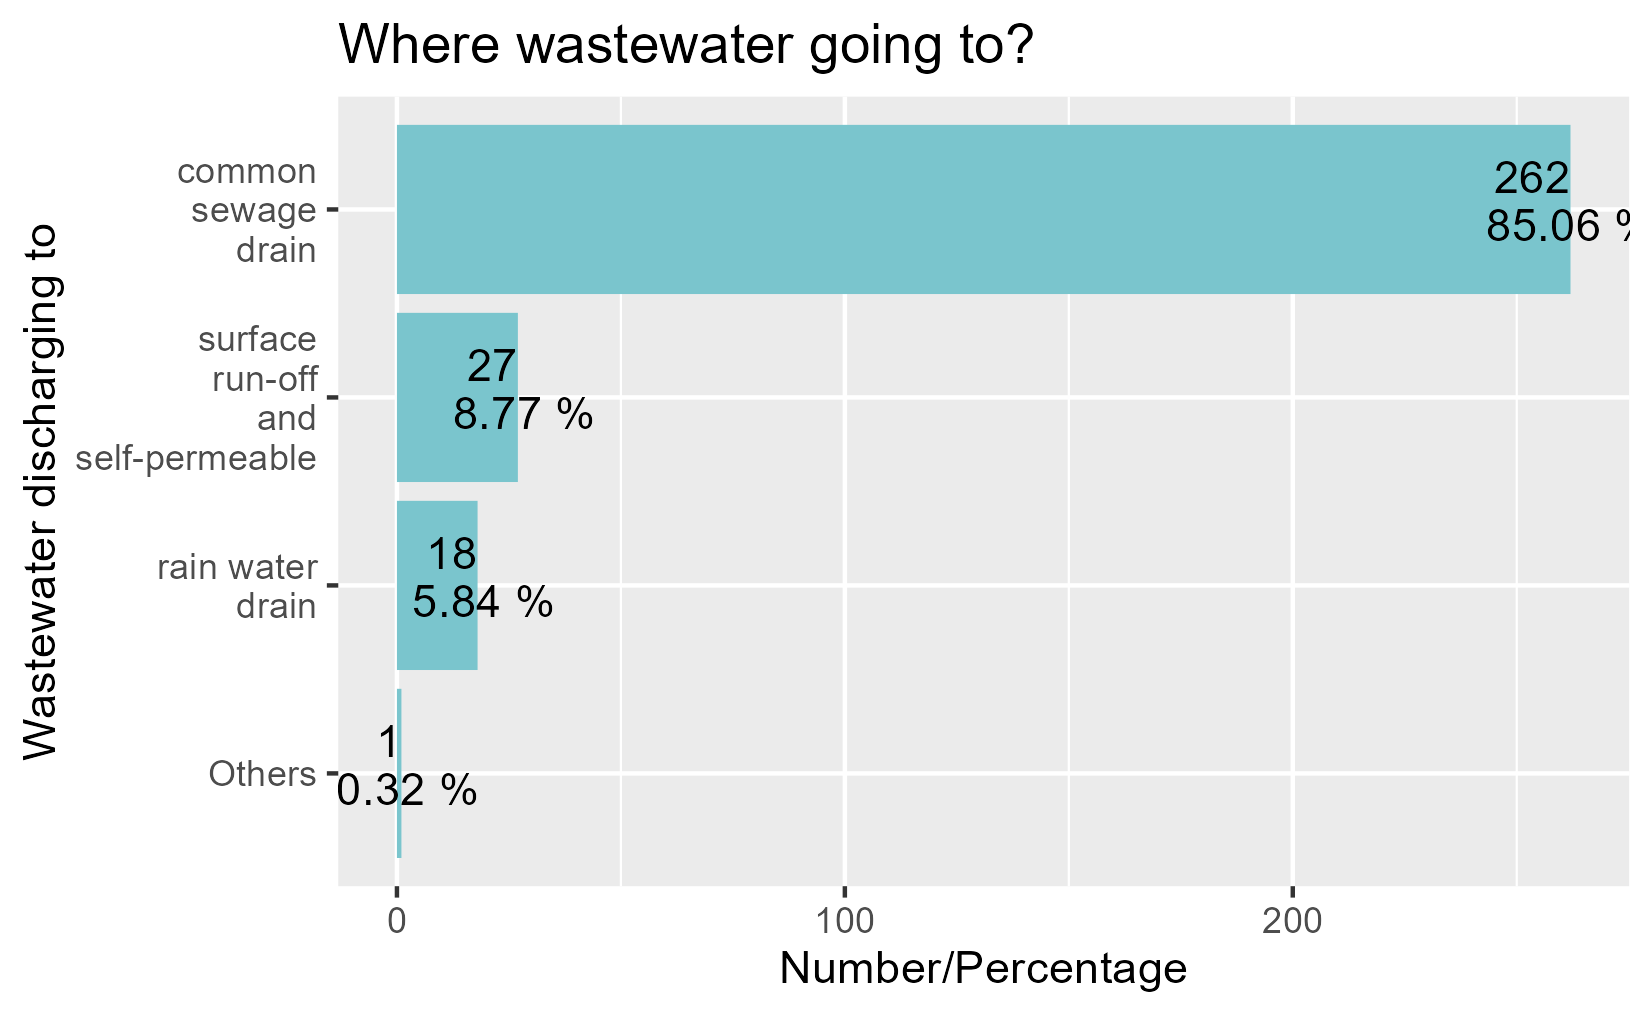 Where wastewater going to?
Wastewater discharging to
common
sewage
drain
262
85.06 %
surface
run-off
and
self-permeable
27
8.77 %
rain water
drain
18
5.84 %
Others
1
0.32 %
0
100
200
Number/Percentage